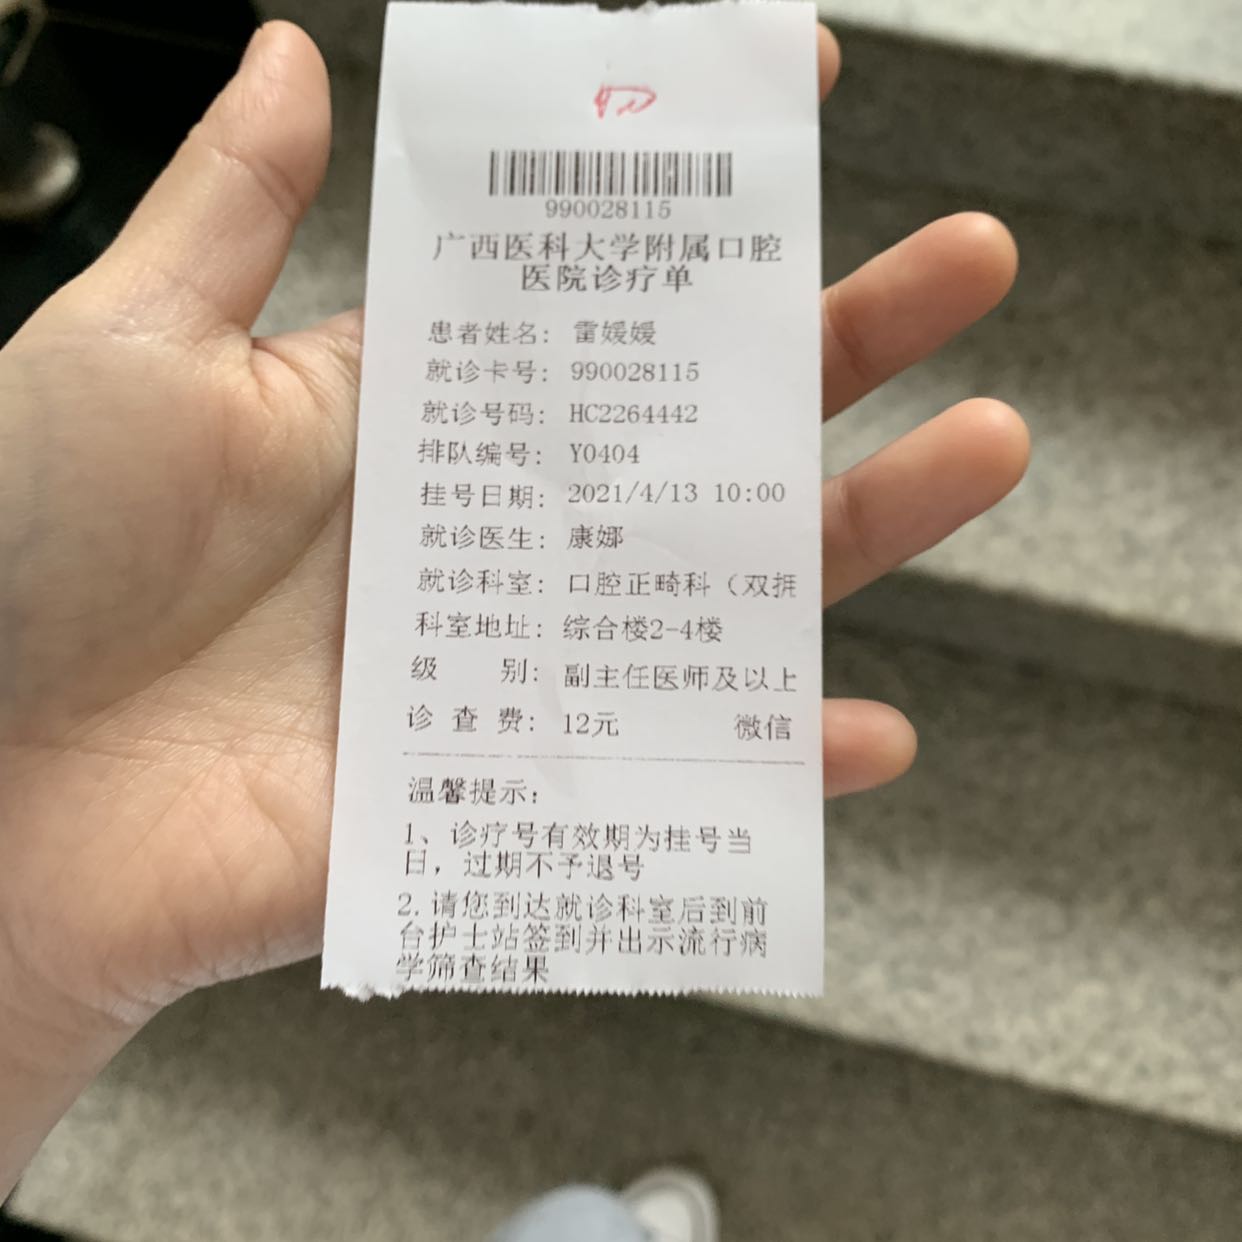 990028115
广西医科大学附属口腔
医院诊疗单
患者姓名： 雷媛媛
就诊卡号： 990028115
就诊号码： HC2264442
排队编号： Y0404
挂号日期： 2021/4/13 10:00
就诊医生： 康娜
就诊科室： 口腔正畸科（双拥
科室地址： 综合楼2-4楼
级 别： 副主任医师及以上
诊 查 费： 12元 微信
温馨提示：
1、诊疗号有效期为挂号当
日，过期不予退号
2.请您到达就诊科室后到前
台护士站签到并出示流行病
学筛查结果